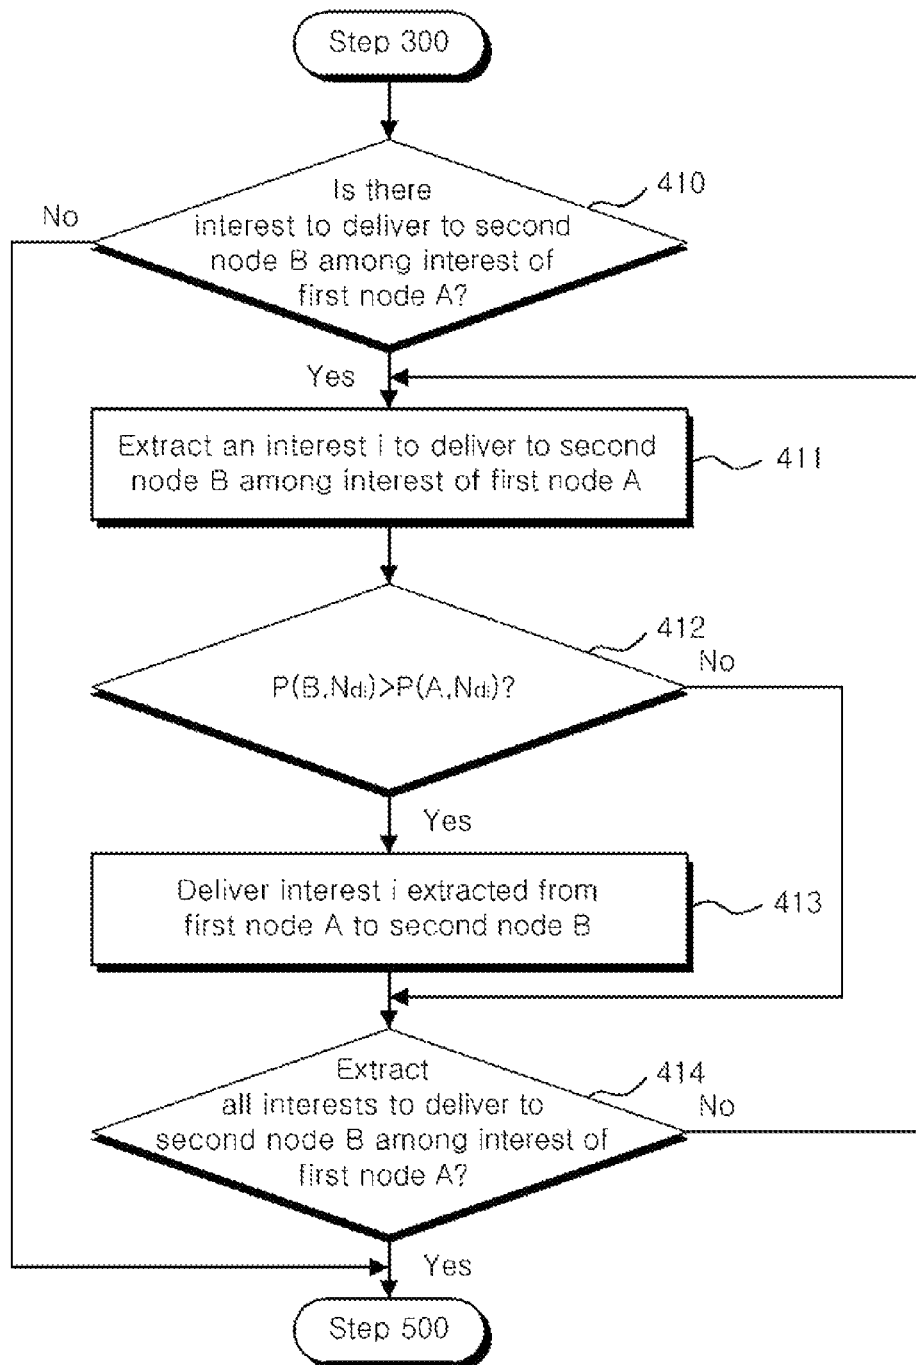 Step 300
Is there
interest to deliver to second
node B among interest of
first node A?
410
No
Yes
Extract an interest i to deliver to second
node B among interest of first node A
411
P(B,Ndi)>P(A,Ndi)?
412
No
Yes
Deliver interest i extracted from
first node A to second node B
413
Extract
all interests to deliver to
second node B among interest of
first node A?
414
No
Yes
Step 500